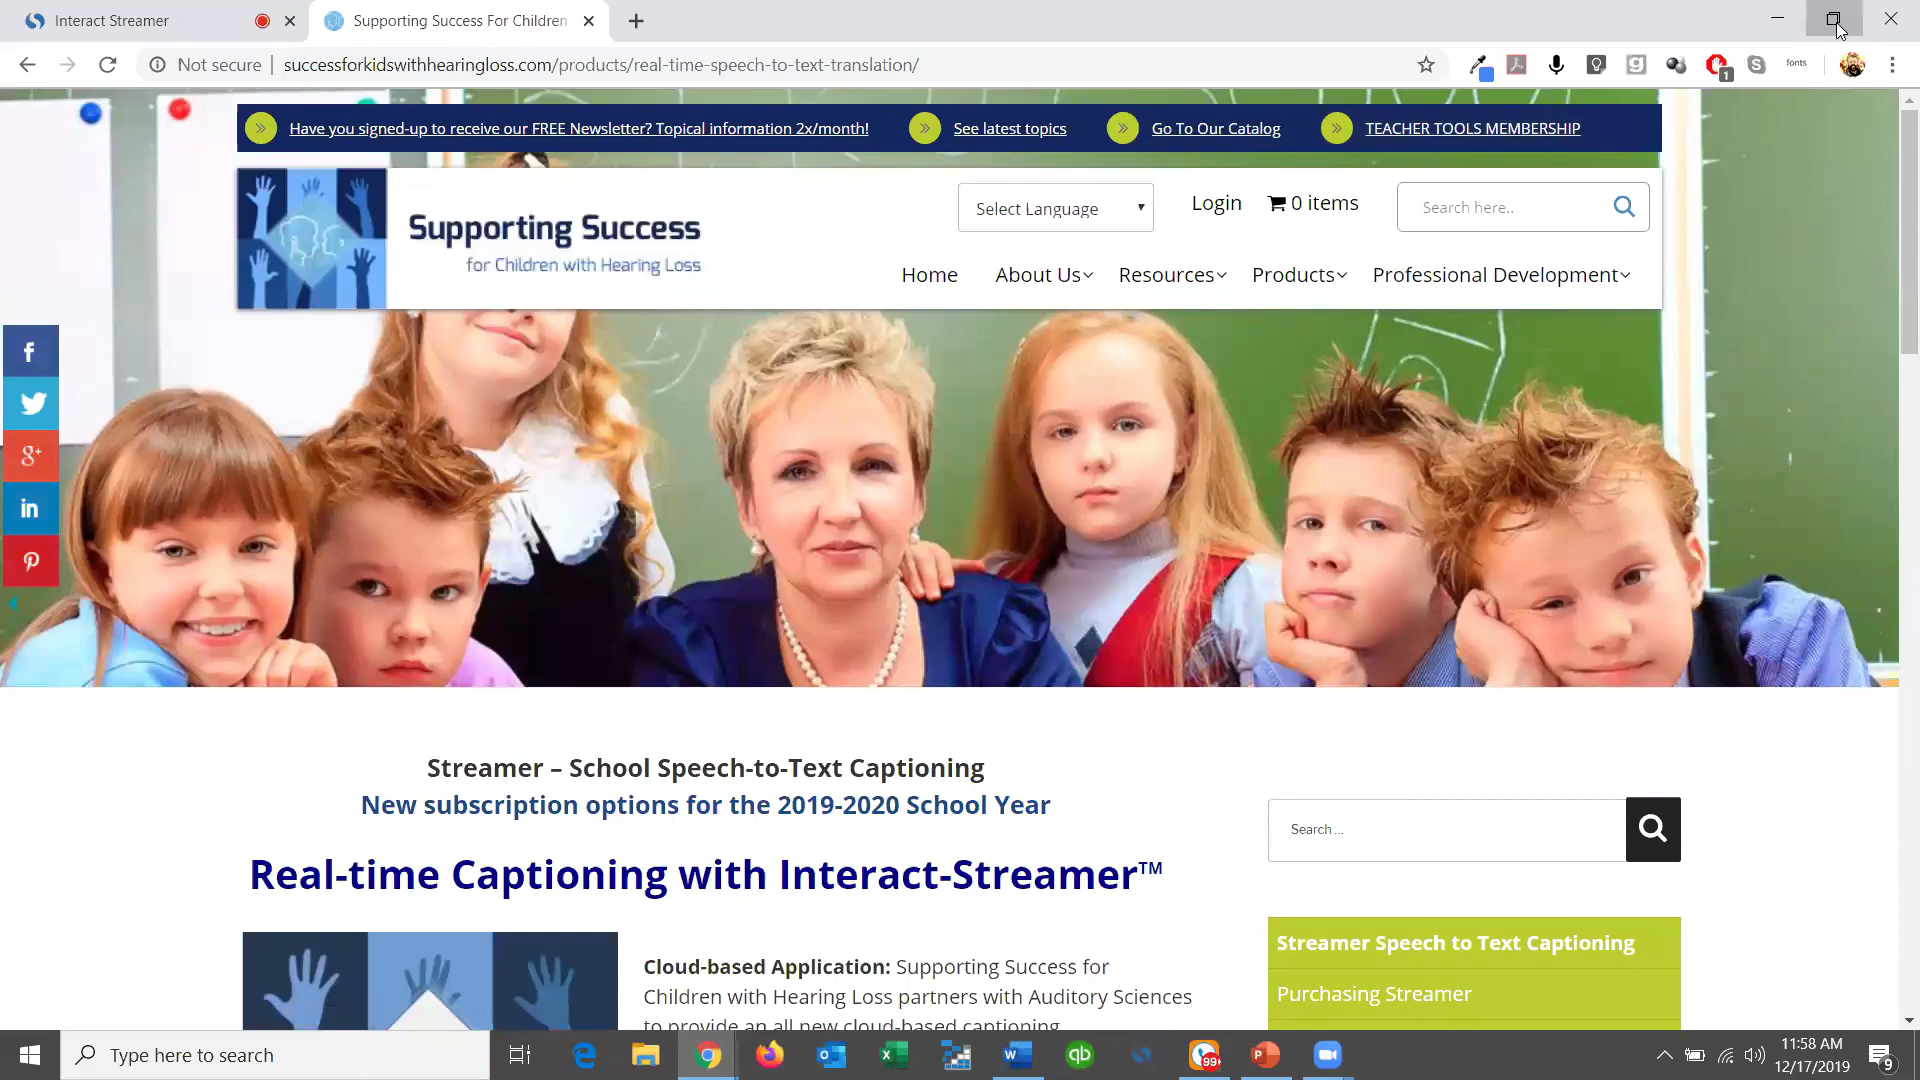 Interact Streamer
Supporting Success For Children
Not secure
successforkidswithhearingloss.com/products/real-time-speech-to-text-translation/
1
fonts
Have you signed-up to receive our FREE Newsletter? Topical information 2x/month!
See latest topics
Go To Our Catalog
TEACHER TOOLS MEMBERSHIP
Supporting Success
for Children with Hearing Loss
Select Language
Login
0 items
Search here..
Home
About Us
Resources
Products
Professional Development
Streamer – School Speech-to-Text Captioning
New subscription options for the 2019-2020 School Year
Real-time Captioning with Interact-Streamer™
Cloud-based Application: Supporting Success for
Children with Hearing Loss partners with Auditory Sciences
to provide an all new cloud-based captioning
Search ...
Streamer Speech to Text Captioning
Purchasing Streamer
Type here to search
99+
11:58 AM
12/17/2019
9